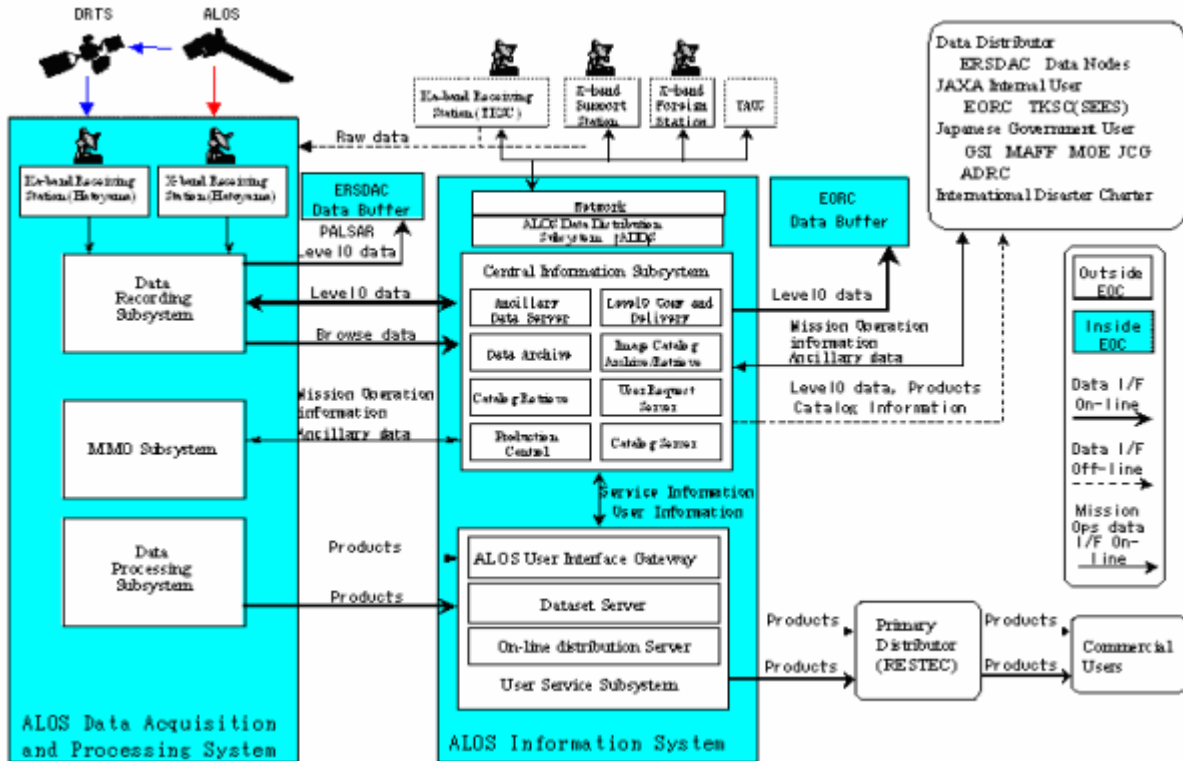 DRTS
ALOS
Ka-band Receiving
Station(TKSC)
X-band
Support
Station
X-band
Foreign
Station
Raw data
Data Distributor
ERSDAC Data Nodes
JAXA Internal User
EORC TKSC(SEES)
Japanese Government User
GSI MAFF MOE JCG
ADRC
International Disaster Charter
Ka-band Receiving
Station(Hatoyama)
X-band Receiving
Station(Hatoyama)
ERSDAC
Data Buffer
PALSAR
Level0 data
EORC
Data Buffer
Network
ALOS Data Distribution
Subsystem
Data
Recording
Subsystem
Level0 data
Browse data
Central Information Subsystem
Ancillary
Data Server
Level0
and
Delivery
Data Archive
Image Catalog
Archive/Retrieve
Catalog Retrieve
User Request
Server
Production
Control
Catalog Server
Level0 data
Mission Operation
information
Ancillary data
Level0 data, Products
Catalog Information
Outside
EOC
Inside
EOC
Data I/F
On-line
Data I/F
Off-line
Mission
Ops data
I/F On-
line
Mission Operation
information
Ancillary data
MMO Subsystem
Service Information
User Information
Data
Processing
Subsystem
Products
Products
ALOS User Interface Gateway
Dataset Server
On-line distribution Server
User Service Subsystem
Products
Products
Primary
Distributor
(RESTEC)
Products
Products
Commercial
Users
ALOS Data Acquisition
and Processing System
ALOS Information System